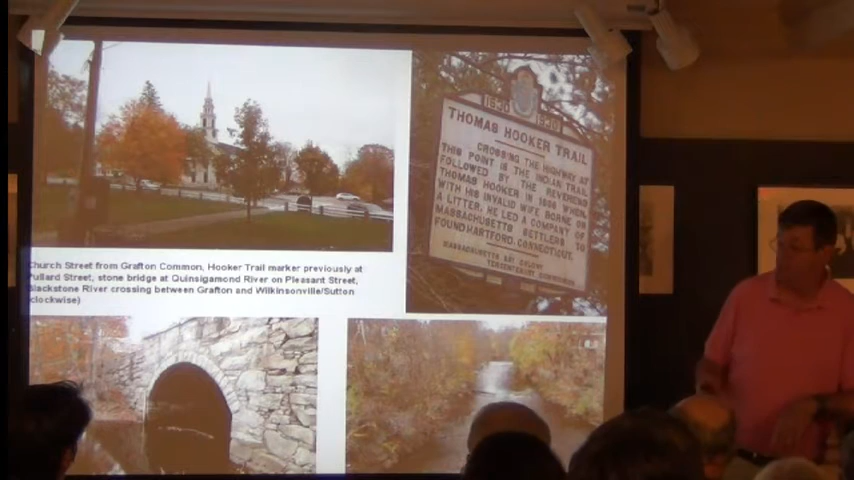 Church Street from Grafton Common, Hooker Trail marker previously at
Pullard Street, stone bridge at Quinsigamond River on Pleasant Street,
Blackstone River crossing between Grafton and Wilkinsonville/Sutton
clockwise)
1630 1930
THOMAS HOOKER TRAIL
CROSSING THE HIGHWAY AT
THIS POINT IS THE INDIAN TRAIL
FOLLOWED BY THE REVEREND
THOMAS HOOKER IN 1636 WHEN,
WITH HIS INVALID WIFE BORNE ON
A LITTER, HE LED A COMPANY OF
MASSACHUSETTS SETTLERS TO
FOUND HARTFORD, CONNECTICUT.
MASSACHUSETTS BAY COLONY
TERCENTENARY COMMISSION